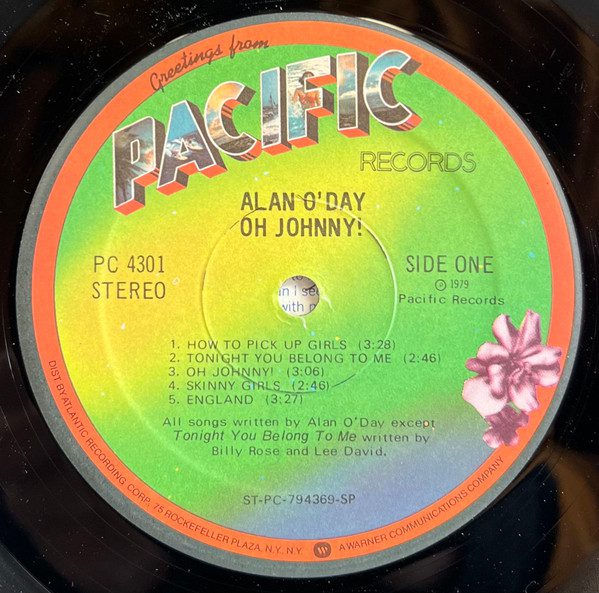 Greetings from
PACIFIC
RECORDS
ALAN O'DAY
OH JOHNNY!
PC 4301
STEREO
SIDE ONE
℗ 1979
Pacific Records
in I see
with m
1. HOW TO PICK UP GIRLS (3:28)
2. TONIGHT YOU BELONG TO ME (2:46)
3. OH JOHNNY! (3:06)
4. SKINNY GIRLS (2:46)
5. ENGLAND (3:27)
All songs written by Alan O'Day except
Tonight You Belong To Me written by
Billy Rose and Lee David.
ST-PC-794369-SP
DIST BY ATLANTIC RECORDING CORP. 75 ROCKEFELLER PLAZA, N.Y. N.Y. W A WARNER COMMUNICATIONS COMPANY